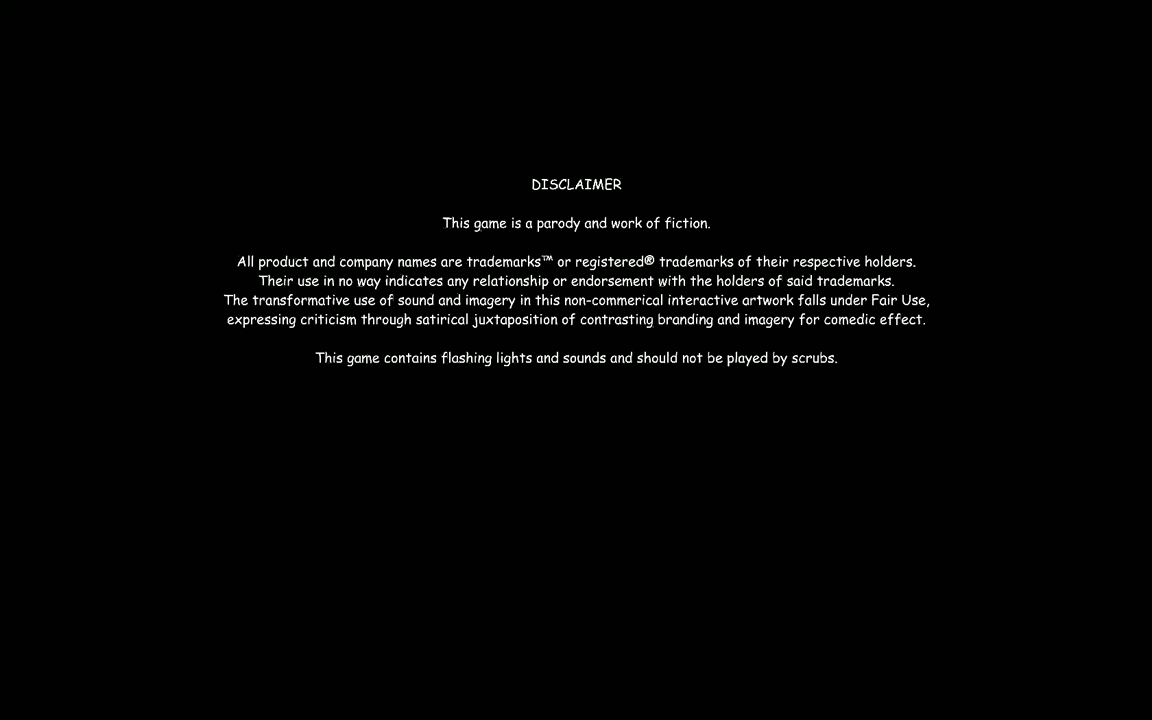 DISCLAIMER
This game is a parody and work of fiction.
All product and company names are trademarks™ or registered® trademarks of their respective holders.
Their use in no way indicates any relationship or endorsement with the holders of said trademarks.
The transformative use of sound and imagery in this non-commerical interactive artwork falls under Fair Use,
expressing criticism through satirical juxtaposition of contrasting branding and imagery for comedic effect.
This game contains flashing lights and sounds and should not be played by scrubs.